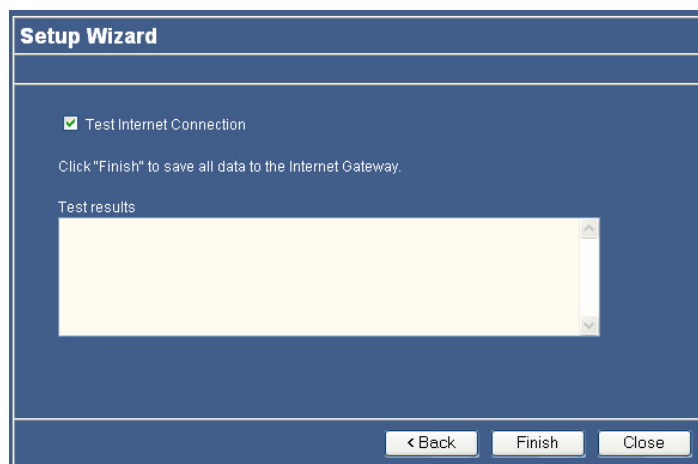 Setup Wizard
Test Internet Connection
Click "Finish" to save all data to the Internet Gateway.
Test results
< Back
Finish
Close